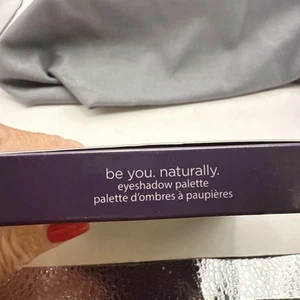 be you. naturally.
eyeshadow palette
palette d'ombres à paupières